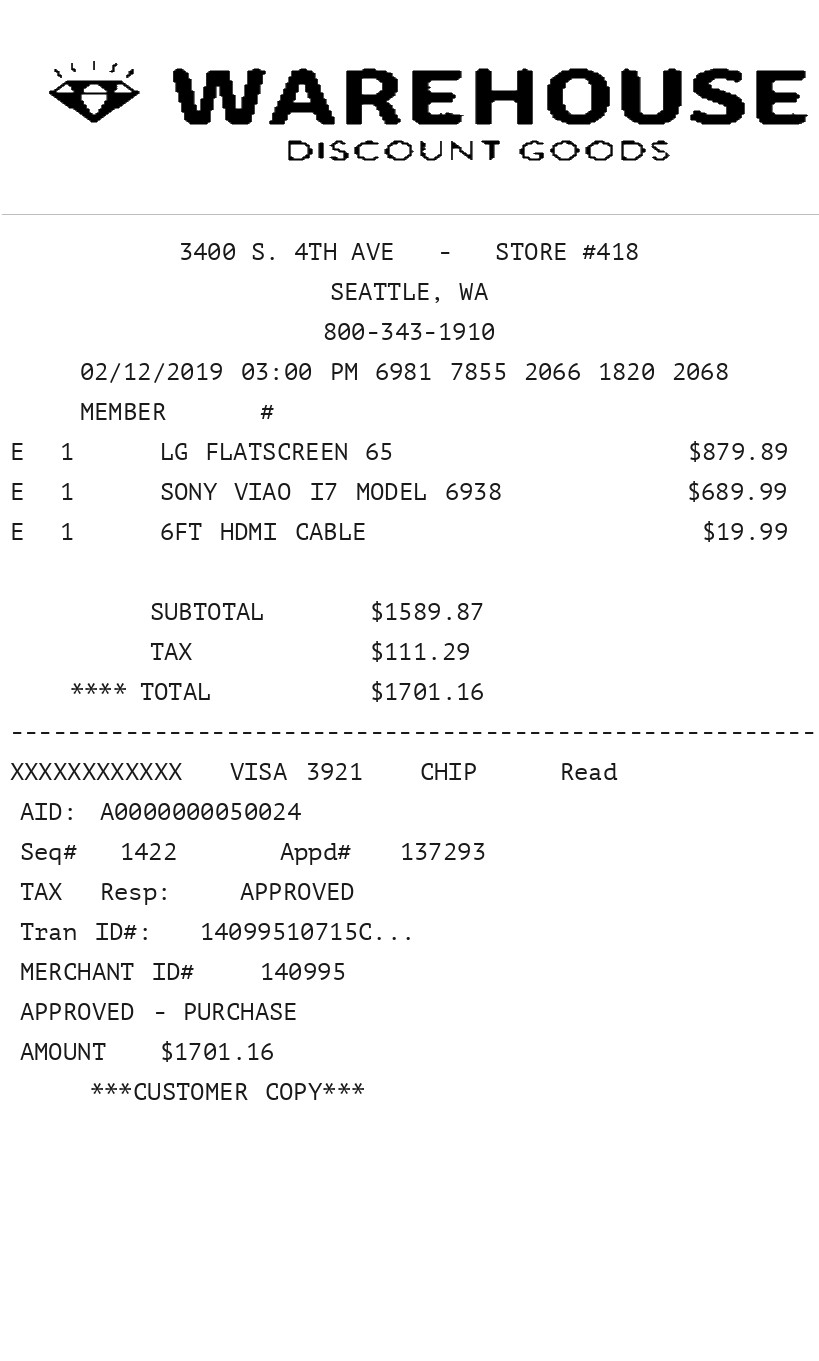 WAREHOUSE
DISCOUNT GOODS
3400 S. 4TH AVE - STORE #418
SEATTLE, WA
800-343-1910
02/12/2019 03:00 PM 6981 7855 2066 1820 2068
MEMBER #
E 1 LG FLATSCREEN 65 $879.89
E 1 SONY VIAO I7 MODEL 6938 $689.99
E 1 6FT HDMI CABLE $19.99
SUBTOTAL $1589.87
TAX $111.29
**** TOTAL $1701.16
---------------------------------------------------------
XXXXXXXXXXXX VISA 3921 CHIP Read
AID: A0000000050024
Seq# 1422 Appd# 137293
TAX Resp: APPROVED
Tran ID#: 14099510715C...
MERCHANT ID# 140995
APPROVED - PURCHASE
AMOUNT $1701.16
***CUSTOMER COPY***